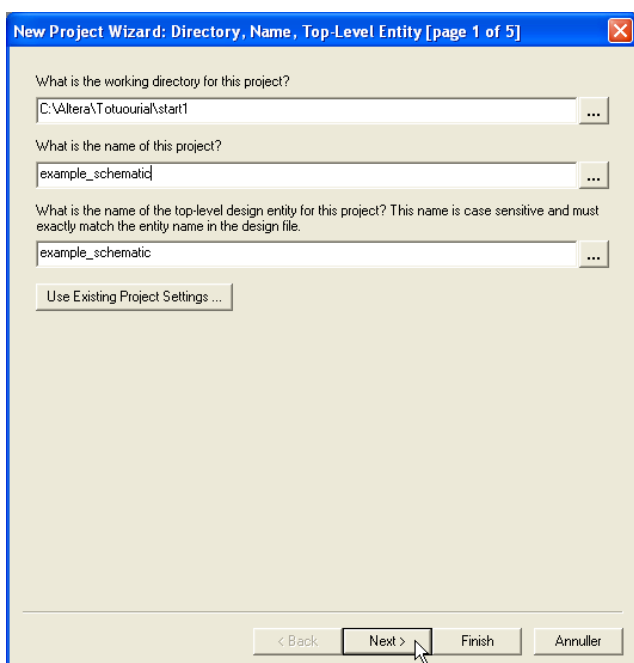 New Project Wizard: Directory, Name, Top-Level Entity [page 1 of 5]
What is the working directory for this project?
C:\Altera\Totuourial\start1
...
What is the name of this project?
example_schematic
...
What is the name of the top-level design entity for this project? This name is case sensitive and must
exactly match the entity name in the design file.
example_schematic
...
Use Existing Project Settings ...
< Back
Next >
Finish
Annuller